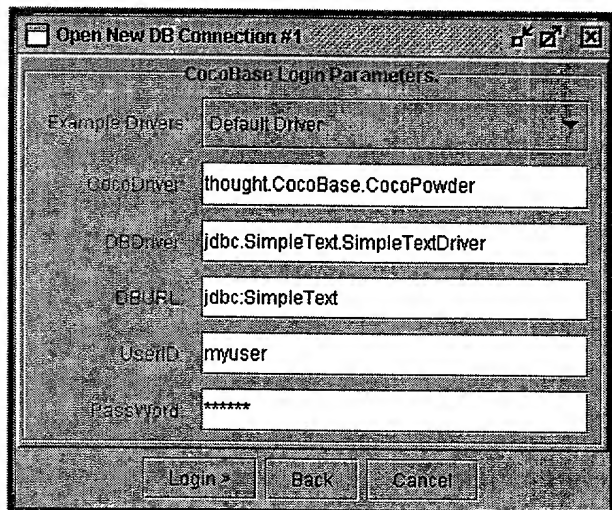 Open New DB Connection #1
CocoBase Login Parameters.
Example Drivers: Default Driver
CocoDriver: thought.CocoBase.CocoPowder
DBDriver: jdbc.SimpleText.SimpleTextDriver
DBURL: jdbc:SimpleText
UserID: myuser
PassWord: ******
Login > Back Cancel